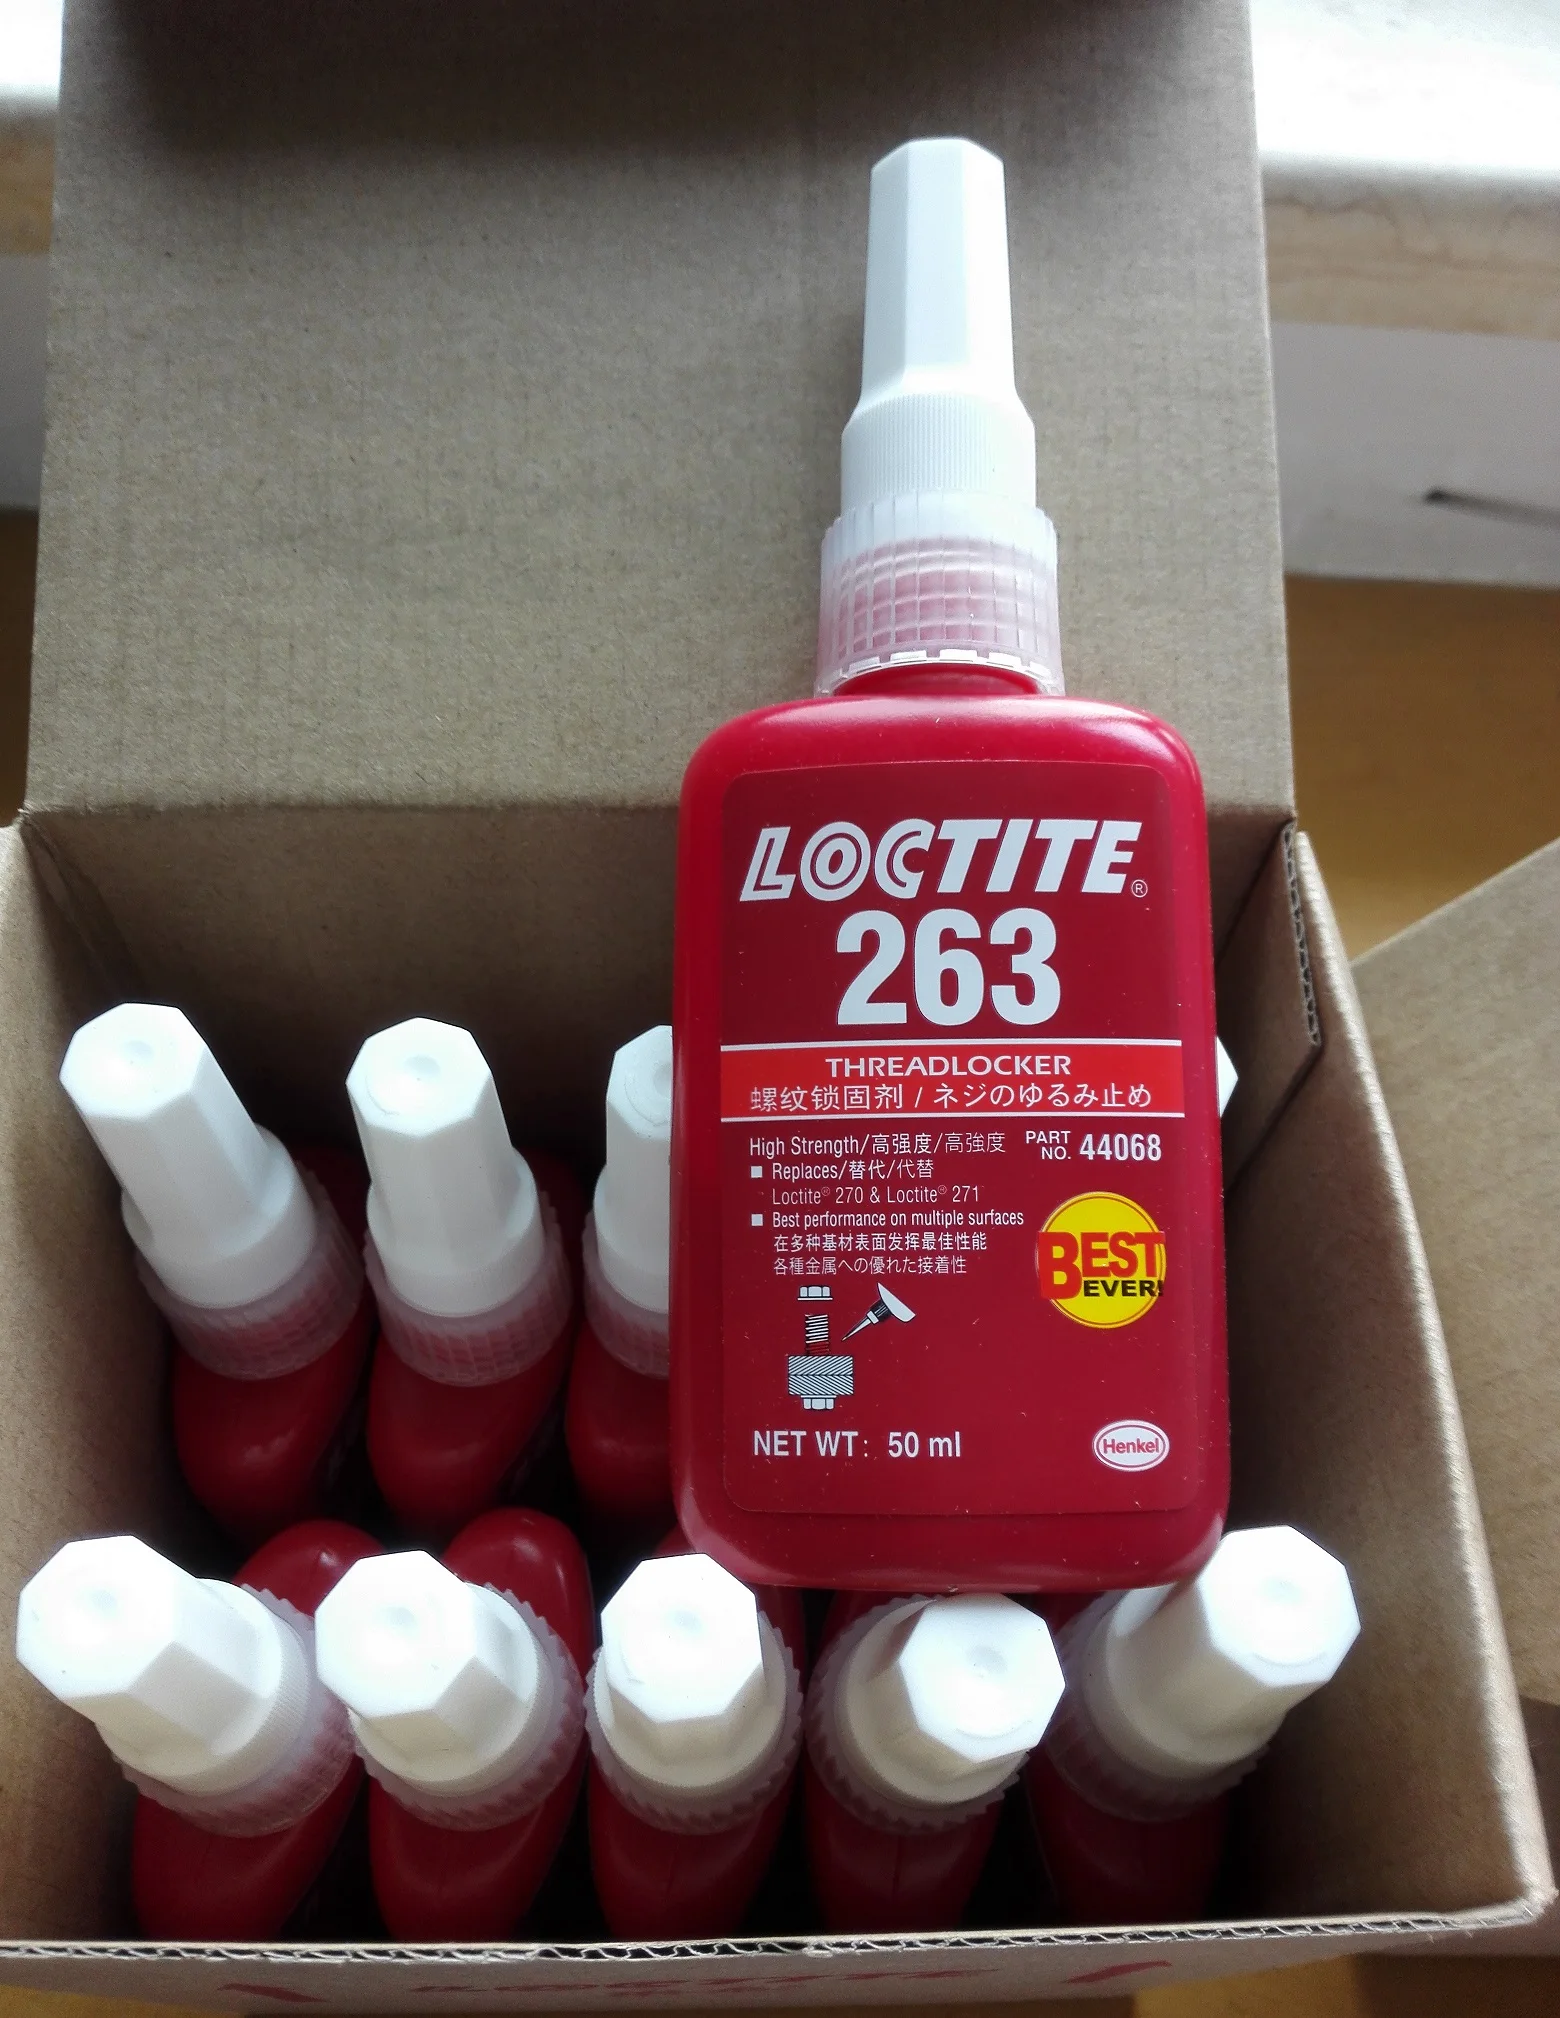 LOCTITE®
263
THREADLOCKER
螺纹锁固剂 / ネジのゆるみ止め
High Strength/高强度/高強度 PART NO. 44068
■ Replaces/替代/代替
Loctite® 270 & Loctite® 271
■ Best performance on multiple surfaces
在多种基材表面发挥最佳性能
各種金属への優れた接着性
BEST
EVER!
NET WT: 50 ml
Henkel
LOCTITE